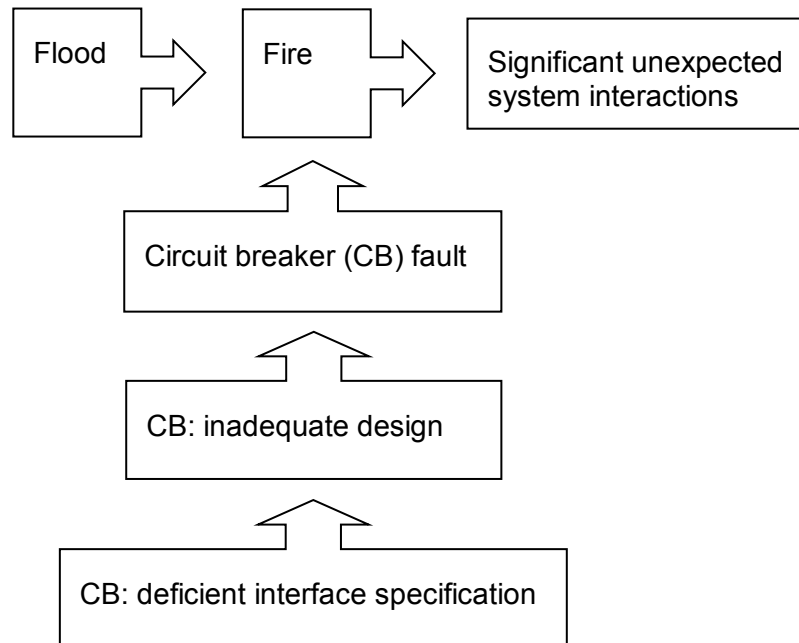 Flood
Fire
Significant unexpected
system interactions
Circuit breaker (CB) fault
CB: inadequate design
CB: deficient interface specification